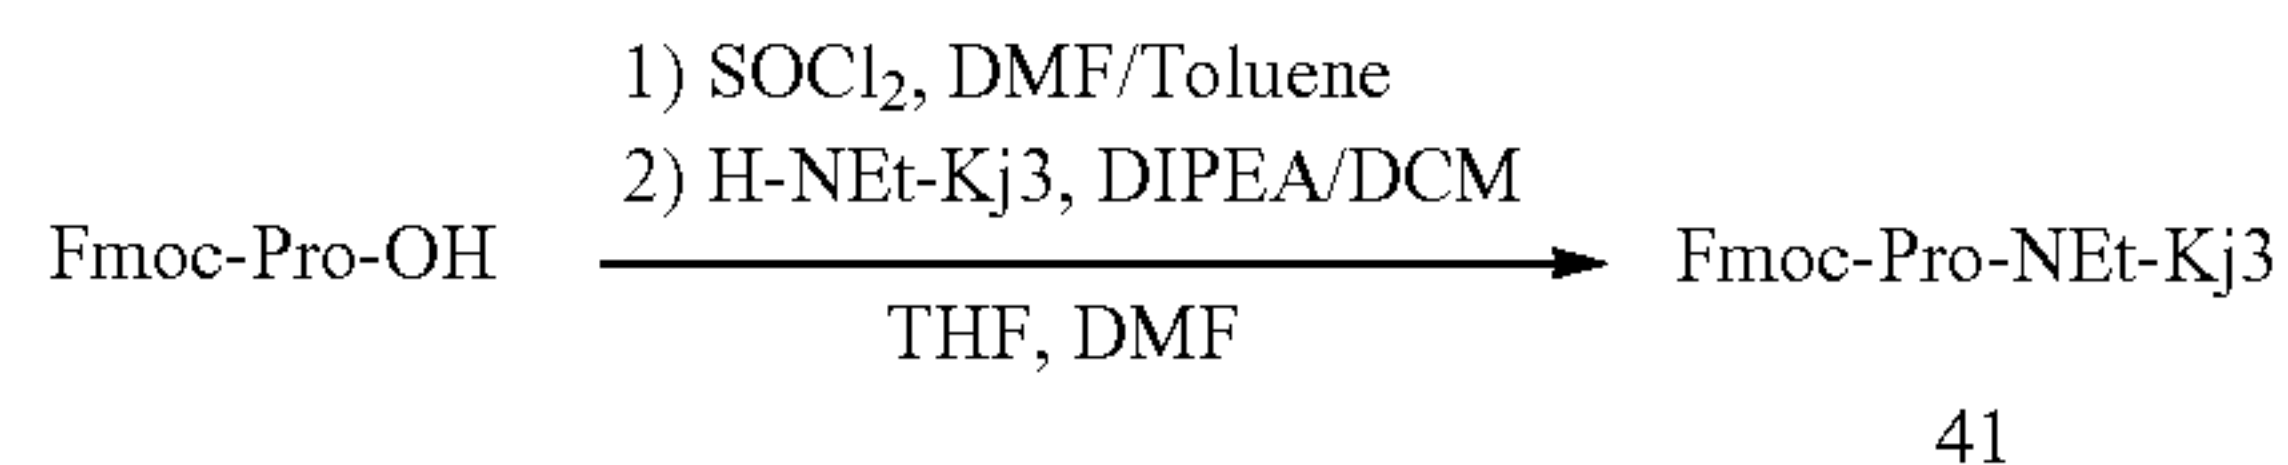 1) SOCl₂, DMF/Toluene
2) H-NEt-Kj3, DIPEA/DCM
Fmoc-Pro-OH
Fmoc-Pro-NEt-Kj3
THF, DMF
41